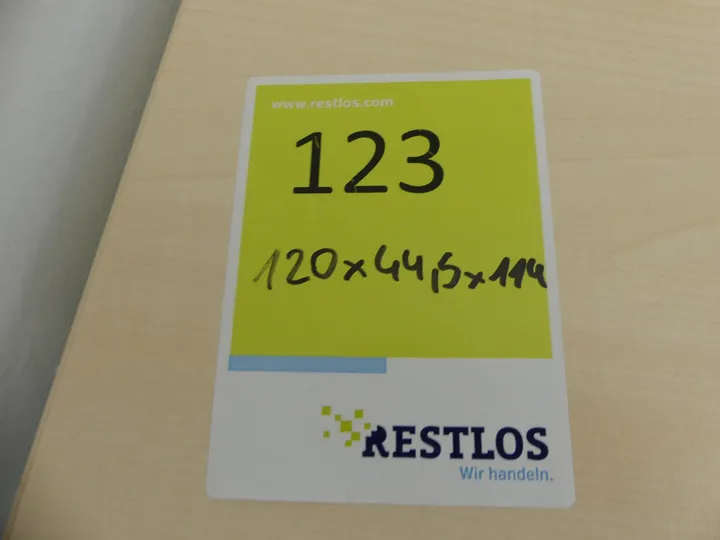 www.restlos.com
123
120x44,5x114
RESTLOS
Wir handeln.